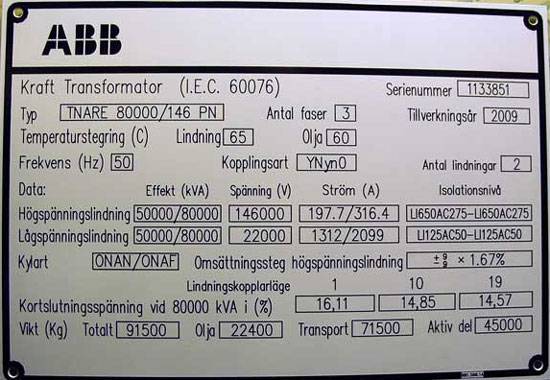 ABB
Kraft Transformator (I.E.C. 60076) Serienummer 1133851
Typ TNARE 80000/146 PN Antal faser 3 Tillverkningsår 2009
Temperaturstegring (C) Lindning 65 Olja 60
Frekvens (Hz) 50 Kopplingsart YNyn0 Antal lindningar 2
Data: Effekt (kVA) Spänning (V) Ström (A) Isolationsnivå
Högspänningslindning 50000/80000 146000 197.7/316.4 LI650AC275-LI650AC275
Lågspänningslindning 50000/80000 22000 1312/2099 LI125AC50-LI125AC50
Kylart ONAN/ONAF Omsättningssteg högspänningslindning ± 9/9 × 1.67%
Lindningskopplarläge 1 10 19
Kortslutningsspänning vid 80000 kVA i (%) 16,11 14,85 14,57
Vikt (Kg) Totalt 91500 Olja 22400 Transport 71500 Aktiv del 45000